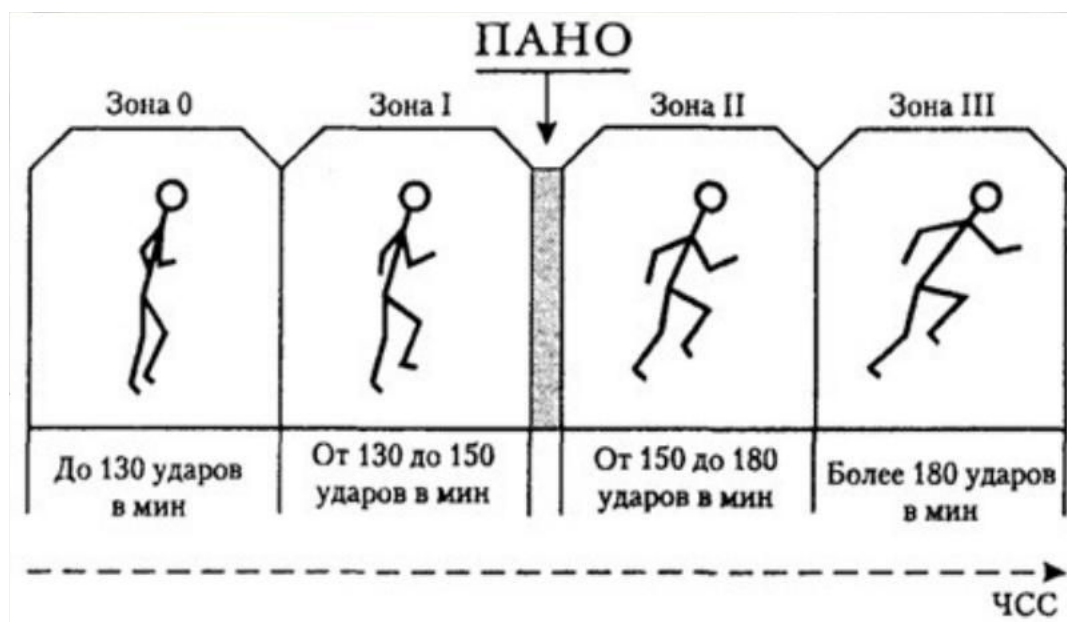 ПАНО
Зона 0
Зона I
Зона II
Зона III
До 130 ударов
в мин
От 130 до 150
ударов в мин
От 150 до 180
ударов в мин
Более 180 ударов
в мин
ЧСС